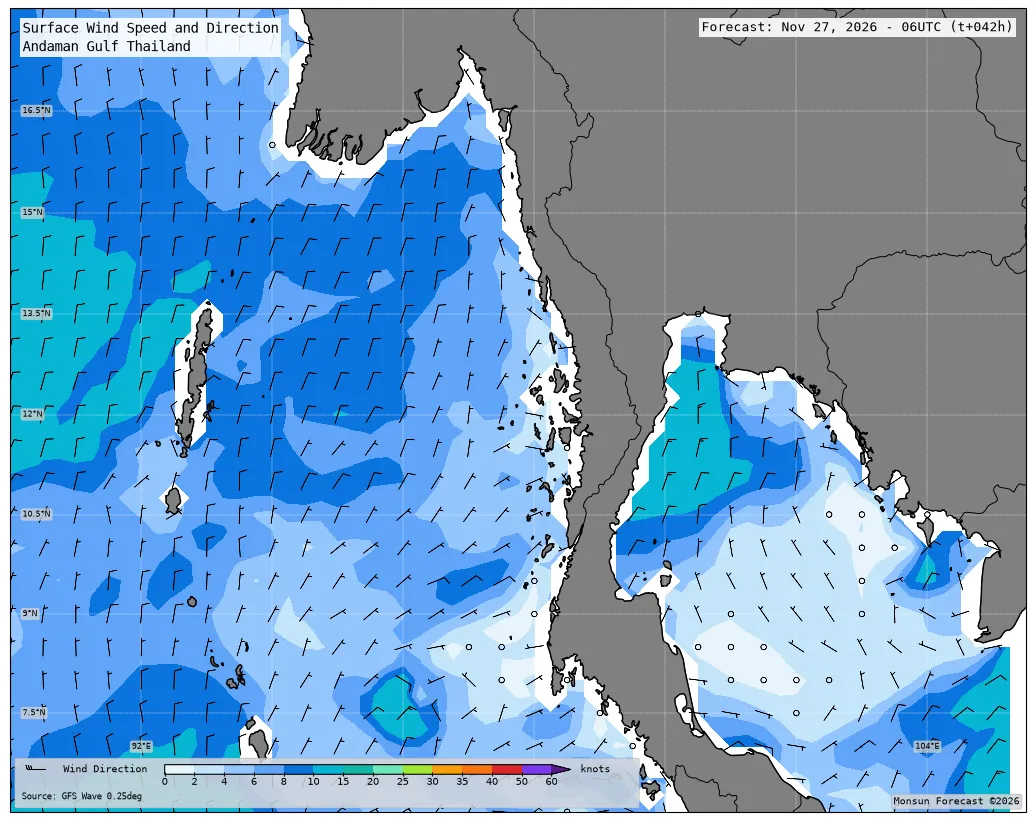 Surface Wind Speed and Direction
Andaman Gulf Thailand
Forecast: Nov 27, 2026 - 06UTC (t+042h)
16.5°N
15°N
13.5°N
12°N
10.5°N
9°N
7.5°N
92°E
104°E
Wind Direction
0 2 4 6 8 10 15 20 25 30 35 40 50 60
knots
Source: GFS Wave 0.25deg
Monsun Forecast ©2026